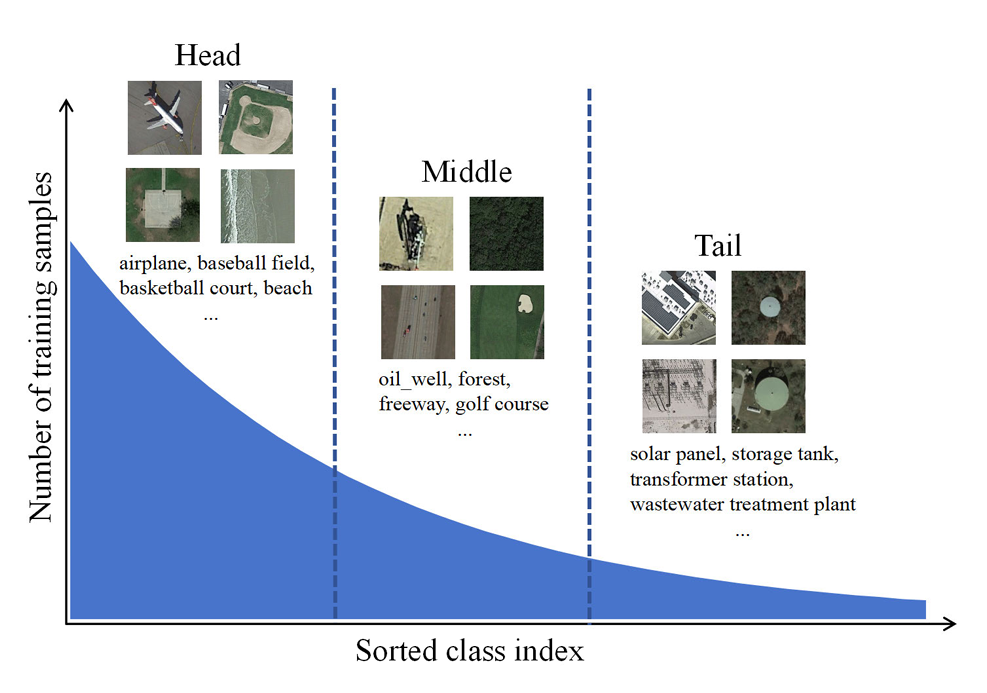 Head
airplane, baseball field,
basketball court, beach
...
Middle
oil_well, forest,
freeway, golf course
...
Tail
solar panel, storage tank,
transformer station,
wastewater treatment plant
...
Number of training samples
Sorted class index